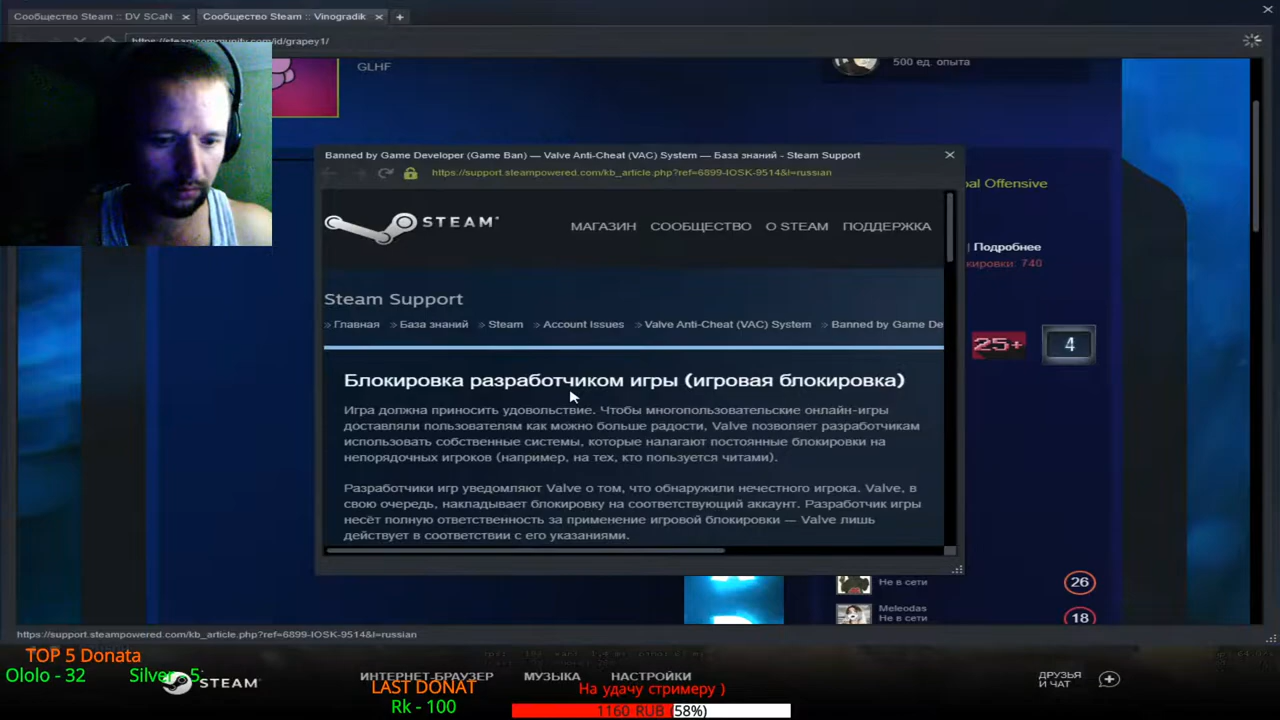 Сообщество Steam :: DV SCaN
Сообщество Steam :: Vinogradik
https://steamcommunity.com/id/grapey1/
GLHF
500 ед. опыта
Banned by Game Developer (Game Ban) — Valve Anti-Cheat (VAC) System — База знаний - Steam Support
https://support.steampowered.com/kb_article.php?ref=6899-IOSK-9514&l=russian
STEAM
МАГАЗИН СООБЩЕСТВО О STEAM ПОДДЕРЖКА
bal Offensive
| Подробнее
кировки: 740
25+
4
Steam Support
Главная База знаний Steam Account Issues Valve Anti-Cheat (VAC) System Banned by Game De
Блокировка разработчиком игры (игровая блокировка)
Игра должна приносить удовольствие. Чтобы многопользовательские онлайн-игры
доставляли пользователям как можно больше радости, Valve позволяет разработчикам
использовать собственные системы, которые налагают постоянные блокировки на
непорядочных игроков (например, на тех, кто пользуется читами).
Разработчики игр уведомляют Valve о том, что обнаружили нечестного игрока. Valve, в
свою очередь, накладывает блокировку на соответствующий аккаунт. Разработчик игры
несёт полную ответственность за применение игровой блокировки — Valve лишь
действует в соответствии с его указаниями.
Не в сети
26
Meleodas
Не в сети
18
https://support.steampowered.com/kb_article.php?ref=6899-IOSK-9514&l=russian
TOP 5 Donata
Ololo - 32 Silver - 5
STEAM
ИНТЕРНЕТ-БРАУЗЕР МУЗЫКА НАСТРОЙКИ
ДРУЗЬЯ
И ЧАТ
LAST DONAT
Rk - 100
На удачу стримеру )
1160 RUB (58%)